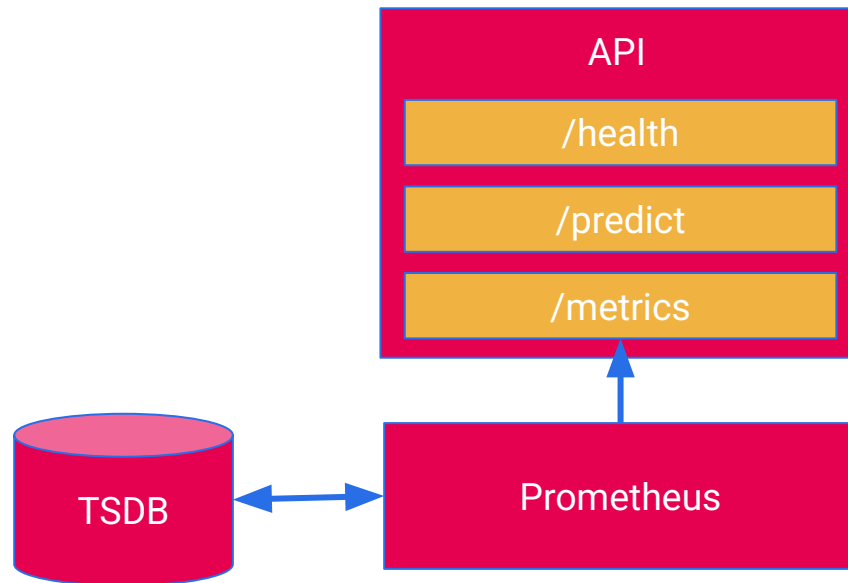 API
/health
/predict
/metrics
TSDB
Prometheus